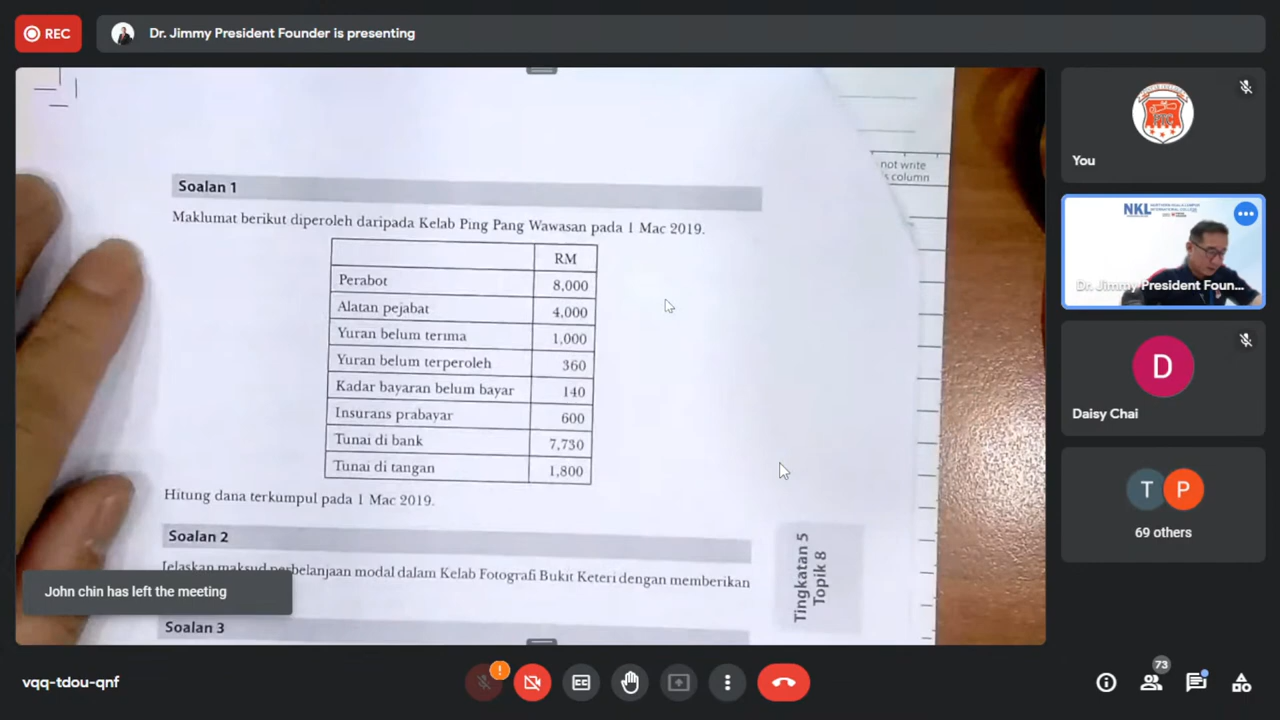 REC
Dr. Jimmy President Founder is presenting
not write
column
Soalan 1
Maklumat berikut diperoleh daripada Kelab Ping Pang Wawasan pada 1 Mac 2019.
RM
Perabot 8,000
Alatan pejabat 4,000
Yuran belum terima 1,000
Yuran belum terperoleh 360
Kadar bayaran belum bayar 140
Insurans prabayar 600
Tunai di bank 7,730
Tunai di tangan 1,800
Hitung dana terkumpul pada 1 Mac 2019.
Soalan 2
Jelaskan maksud perbelanjaan modal dalam Kelab Fotografi Bukit Keteri dengan memberikan
Soalan 3
Tingkatan 5
Topik 8
John chin has left the meeting
You
NKL
Dr. Jimmy President Foun...
D
Daisy Chai
T P
69 others
vqq-tdou-qnf
!
CC
73